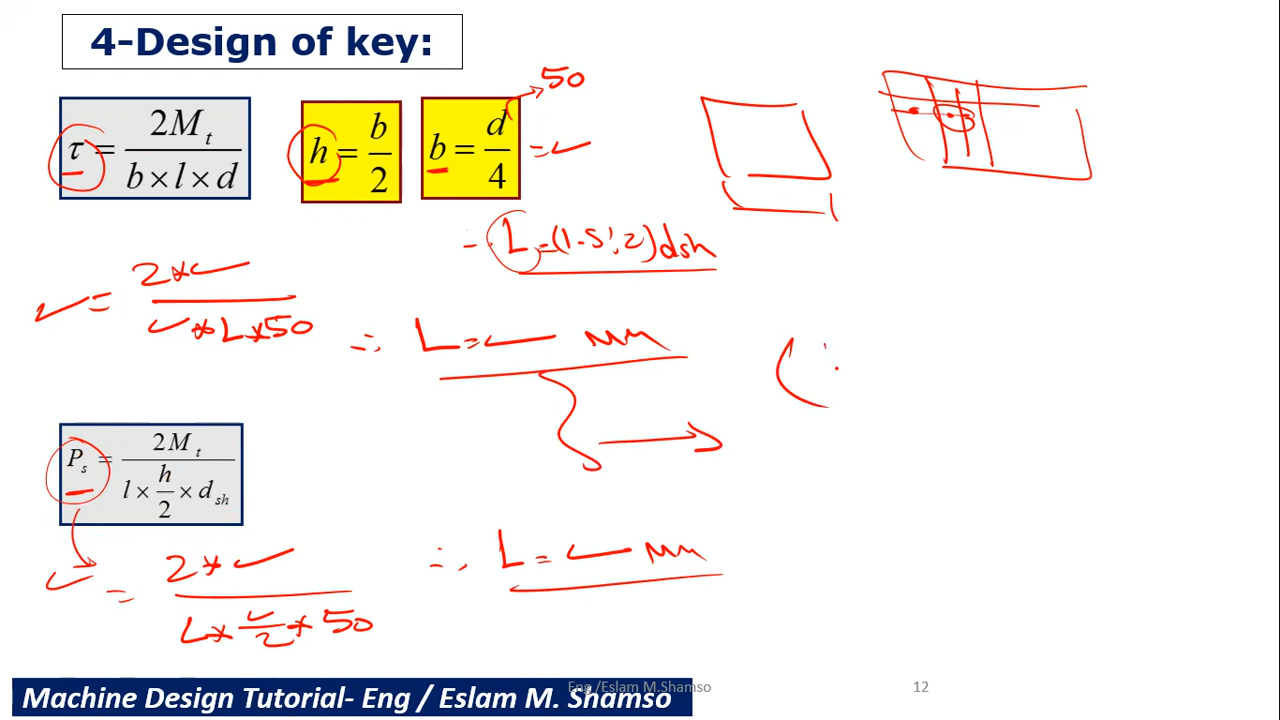 4-Design of key:
τ = 2M_t / (b × l × d)
h = b / 2
b = d / 4
= ✓
50
∴ L = (1.5 ; 2) dsh
✓ = 2 * ✓ / (✓ * L * 50)
∴ L = ✓ mm
P_s = 2M_t / (l × h/2 × d_sh)
✓ = 2 * ✓ / (L * ✓/2 * 50)
∴ L = ✓ mm
Machine Design Tutorial- Eng / Eslam M. Shamso
Eng /Eslam M.Shamso
12